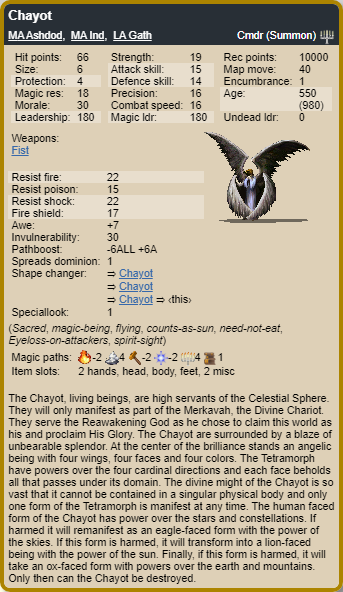 Chayot
MA Ashdod, MA Ind, LA Gath Cmdr (Summon)
Hit points: 66 Strength: 19 Rec points: 10000
Size: 6 Attack skill: 15 Map move: 40
Protection: 4 Defence skill: 14 Encumbrance: 1
Magic res: 18 Precision: 16 Age: 550
Morale: 30 Combat speed: 16 (980)
Leadership: 180 Magic ldr: 180 Undead ldr: 0
Weapons:
Fist
Resist fire: 22
Resist poison: 15
Resist shock: 22
Fire shield: 17
Awe: +7
Invulnerability: 30
Pathboost: -6ALL +6A
Spreads dominion: 1
Shape changer: ⇒ Chayot
⇒ Chayot
⇒ Chayot ⇒ ‹this›
Speciallook: 1
(Sacred, magic-being, flying, counts-as-sun, need-not-eat,
Eyeloss-on-attackers, spirit-sight)
Magic paths: -2 4 -2 -2 4 1
Item slots: 2 hands, head, body, feet, 2 misc
The Chayot, living beings, are high servants of the Celestial Sphere.
They will only manifest as part of the Merkavah, the Divine Chariot.
They serve the Reawakening God as he chose to claim this world as
his and proclaim His Glory. The Chayot are surrounded by a blaze of
unbearable splendor. At the center of the brilliance stands an angelic
being with four wings, four faces and four colors. The Tetramorph
have powers over the four cardinal directions and each face beholds
all that passes under its domain. The divine might of the Chayot is so
vast that it cannot be contained in a singular physical body and only
one form of the Tetramorph is manifest at any time. The human faced
form of the Chayot has power over the stars and constellations. If
harmed it will remanifest as an eagle-faced form with the power of
the skies. If this form is harmed, it will transform into a lion-faced
being with the power of the sun. Finally, if this form is harmed, it will
take an ox-faced form with powers over the earth and mountains.
Only then can the Chayot be destroyed.